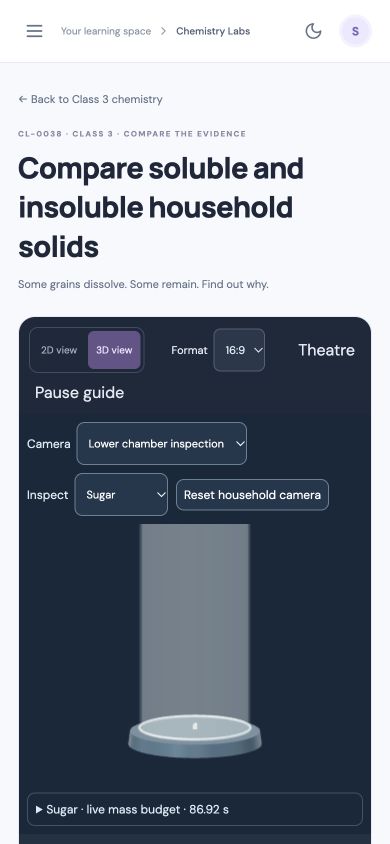 Your learning space > Chemistry Labs S
← Back to Class 3 chemistry
CL-0038 · CLASS 3 · COMPARE THE EVIDENCE
Compare soluble and
insoluble household
solids
Some grains dissolve. Some remain. Find out why.
2D view 3D view Format 16:9 Theatre
Pause guide
Camera Lower chamber inspection
Inspect Sugar Reset household camera
▶ Sugar · live mass budget · 86.92 s